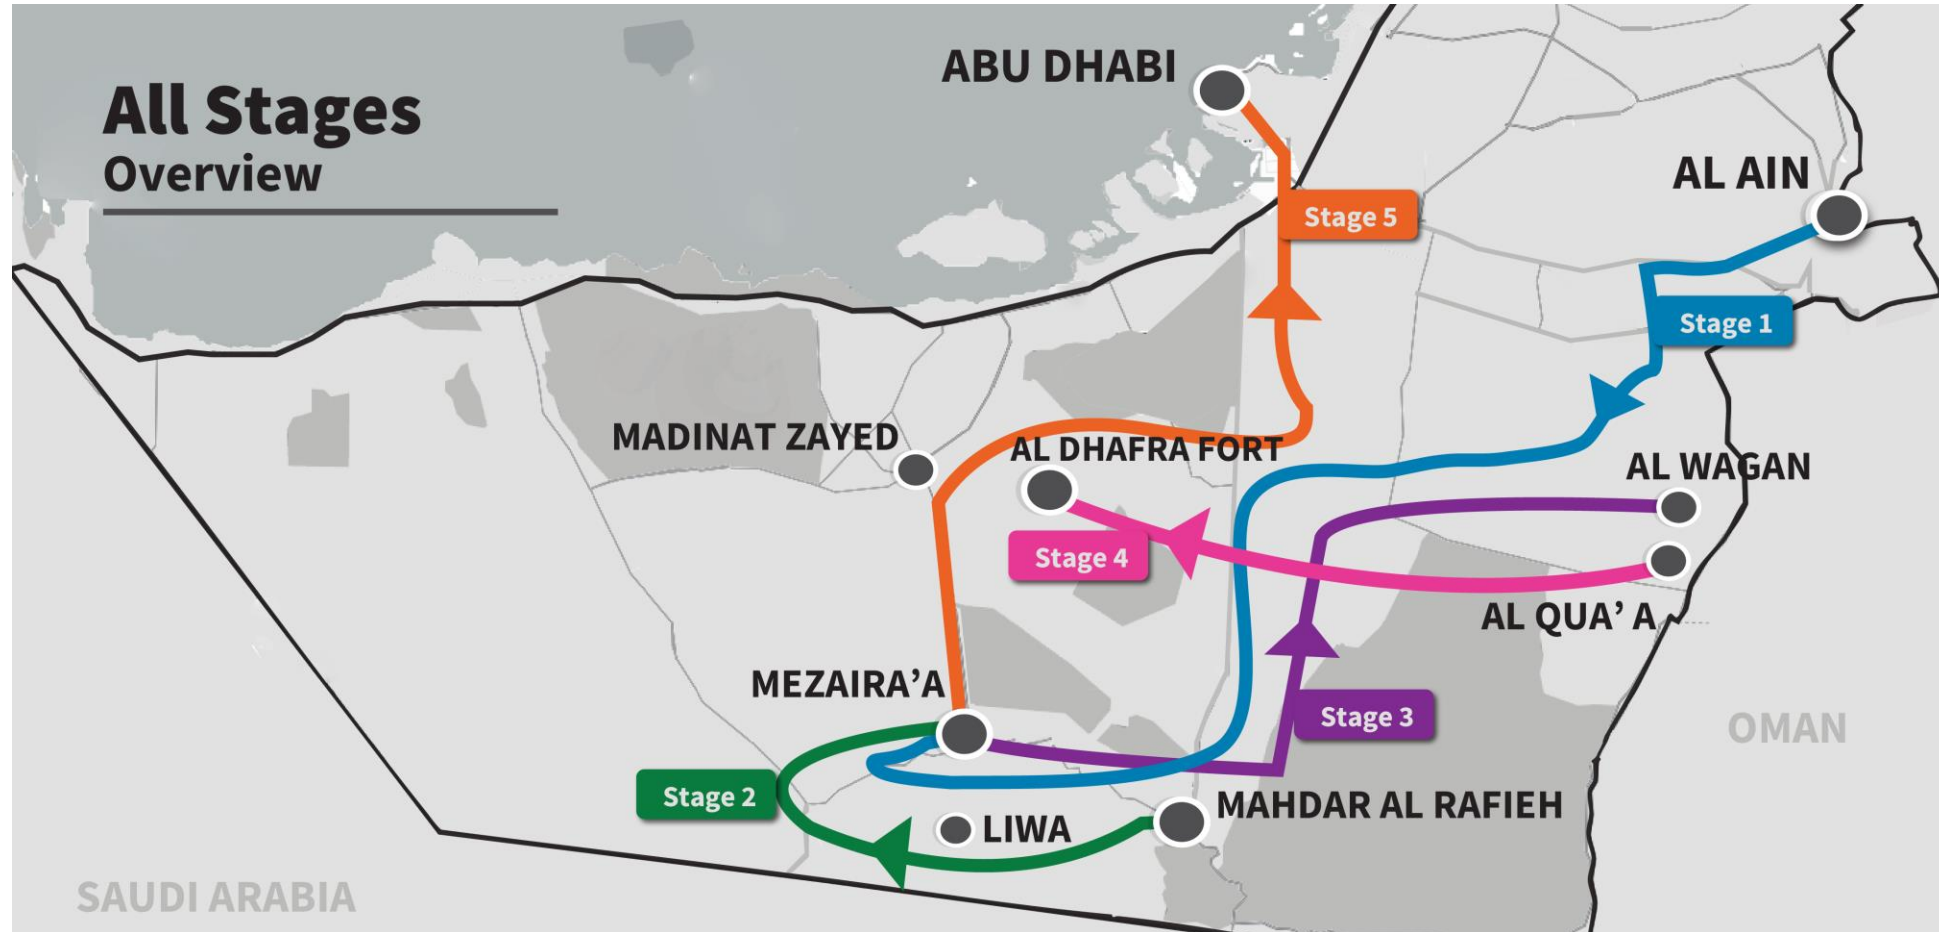 All Stages
Overview
ABU DHABI
AL AIN
Stage 5
Stage 1
MADINAT ZAYED
AL DHAFRA FORT
AL WAGAN
Stage 4
AL QUA’ A
MEZAIRA’A
Stage 3
OMAN
Stage 2
MAHDAR AL RAFIEH
LIWA
SAUDI ARABIA